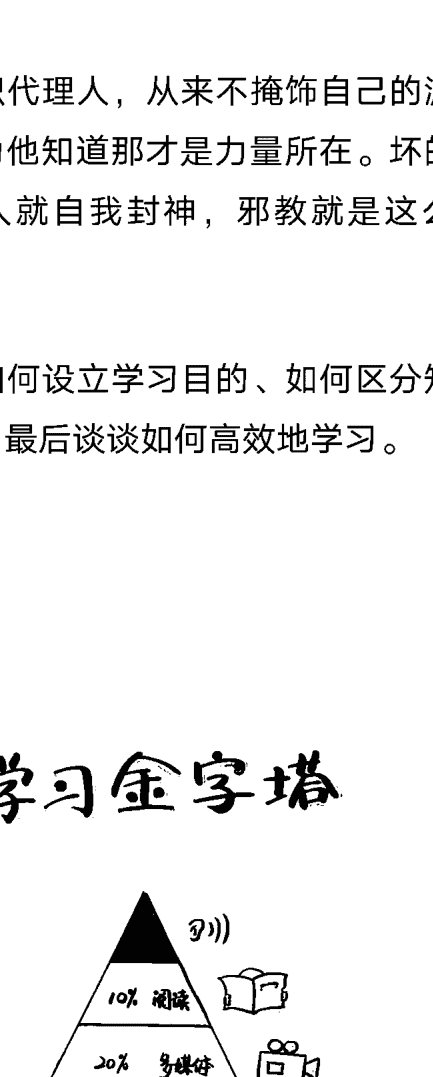 代理人，从来不掩饰自己的
他知道那才是力量所在。坏的
人就自我封神，邪教就是这么
何设立学习目的、如何区分知
最后谈谈如何高效地学习。
学习金字塔
10% 阅读
20% 多媒体